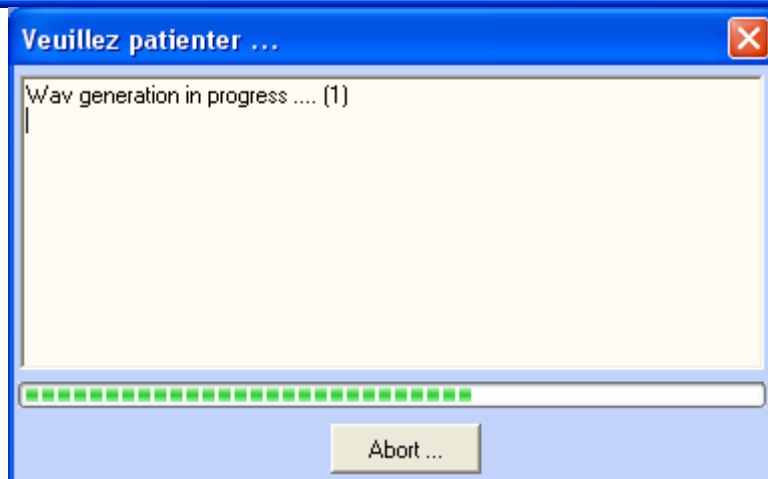 Veuillez patienter ...
Wav generation in progress .... (1)
Abort ...